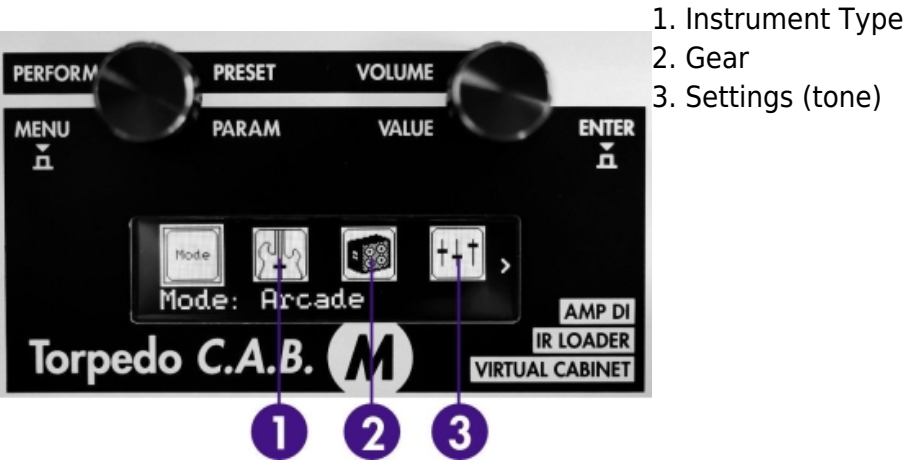 1. Instrument Type
2. Gear
3. Settings (tone)
PERFORM PRESET VOLUME
MENU PARAM VALUE ENTER
Mode
Mode: Arcade
AMP DI
IR LOADER
VIRTUAL CABINET
Torpedo C.A.B. M
1 2 3